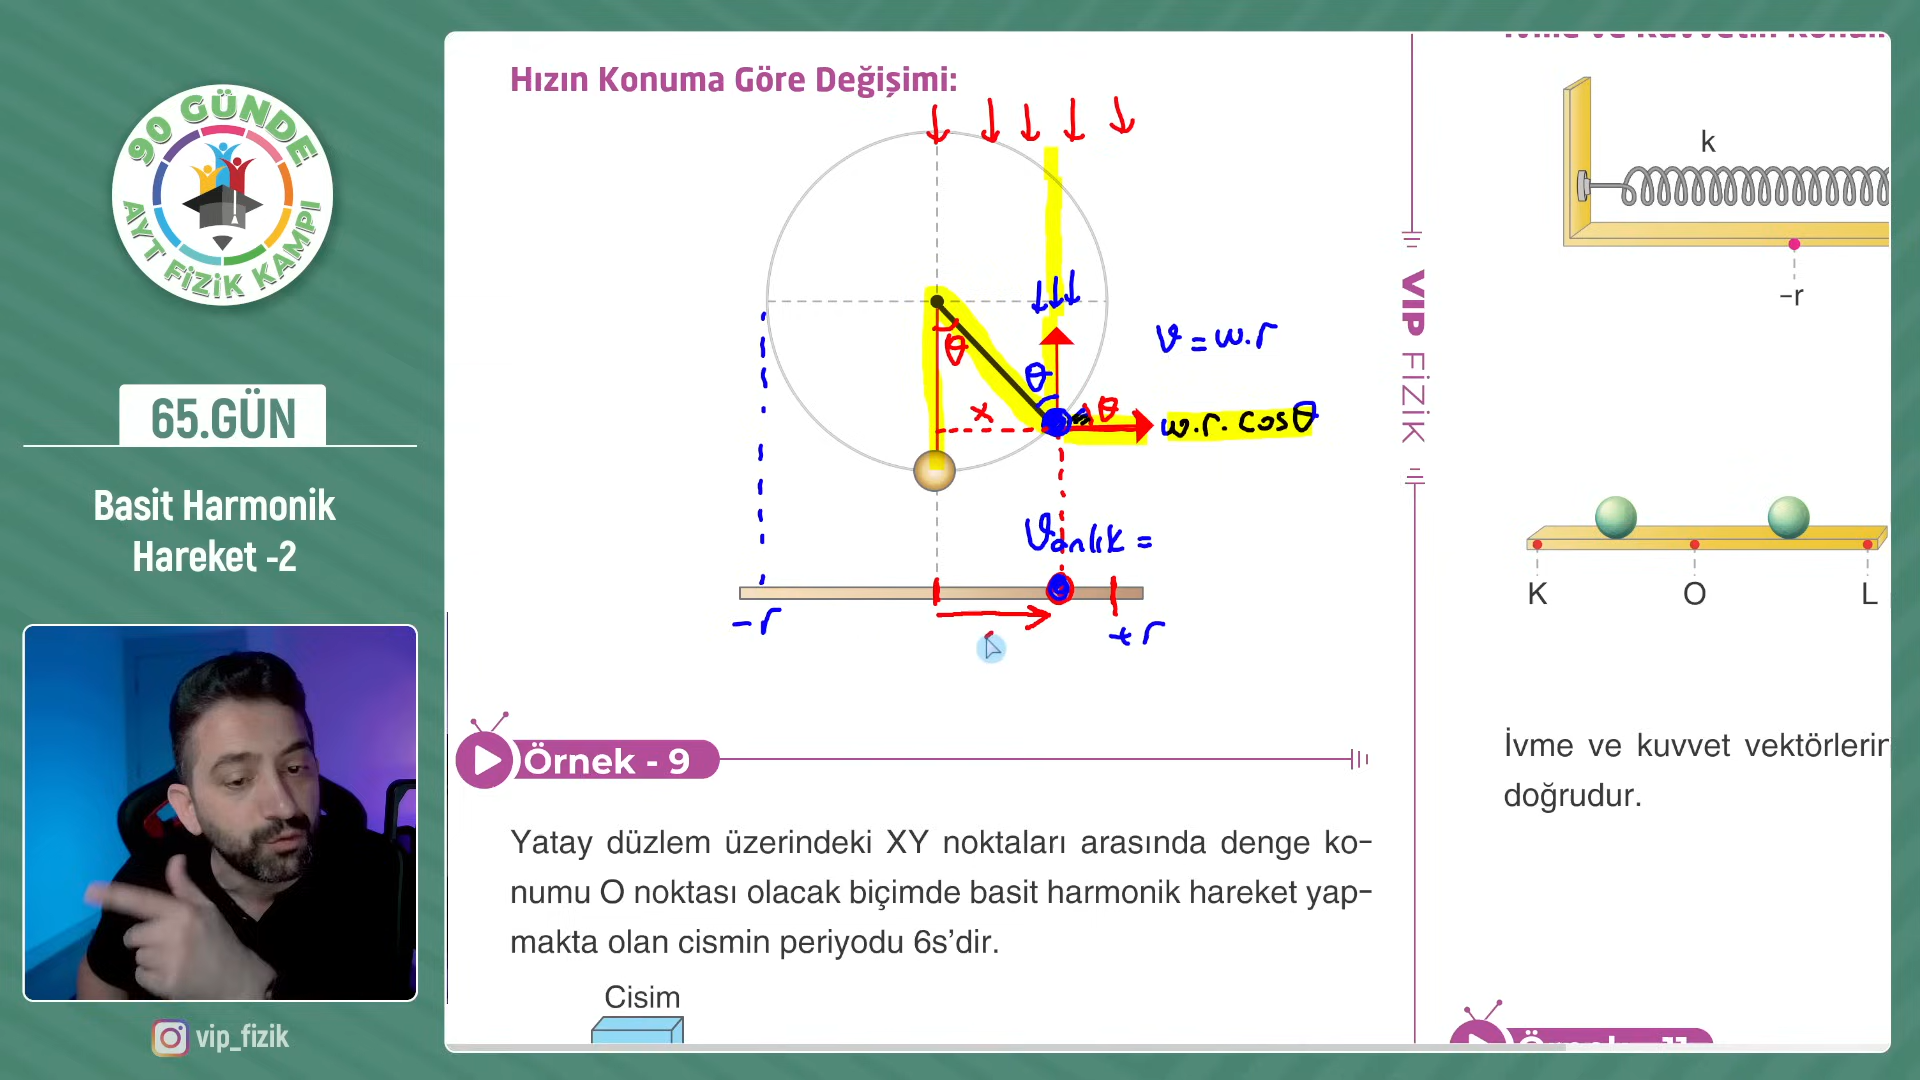 90 GÜNDE
AYT FİZİK KAMPI
65.GÜN
Basit Harmonik
Hareket -2
vip_fizik
Hızın Konuma Göre Değişimi:
θ
θ
x
θ
v = w.r
w.r. cosθ
Vanlık =
-r
+r
Örnek - 9
Yatay düzlem üzerindeki XY noktaları arasında denge ko-
numu O noktası olacak biçimde basit harmonik hareket yap-
makta olan cismin periyodu 6s'dir.
Cisim
VIP FİZİK
k
-r
K O L
İvme ve kuvvet vektörlerin
doğrudur.